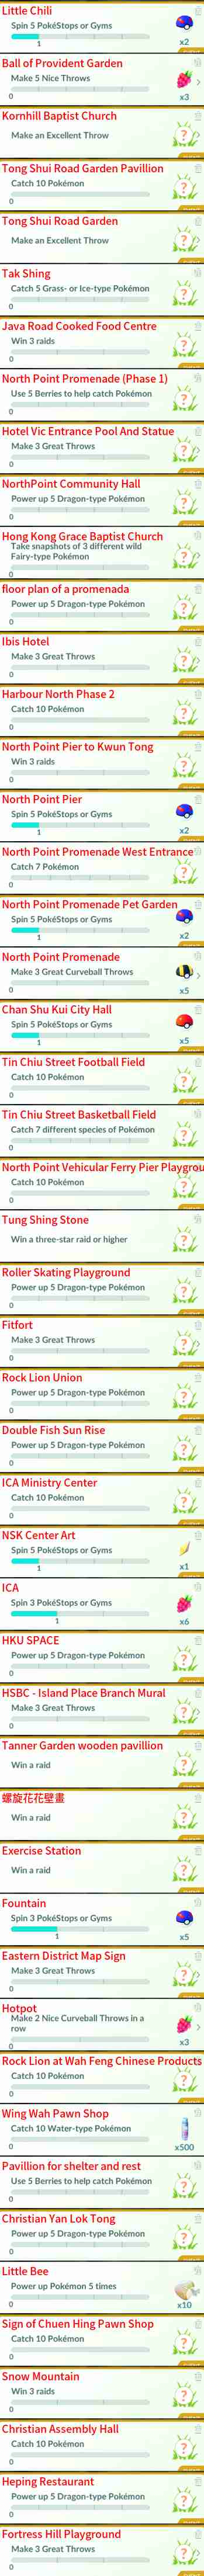 Little Chili
Spin 5 PokéStops or Gyms
1
x2
Ball of Provident Garden
Make 5 Nice Throws
0
x3
Kornhill Baptist Church
Make an Excellent Throw
?
Tong Shui Road Garden Pavillion
Catch 10 Pokémon
0
?
Tong Shui Road Garden
Make an Excellent Throw
?
Tak Shing
Catch 5 Grass- or Ice-type Pokémon
0
?
Java Road Cooked Food Centre
Win 3 raids
0
?
North Point Promenade (Phase 1)
Use 5 Berries to help catch Pokémon
0
?
Hotel Vic Entrance Pool And Statue
Make 3 Great Throws
0
?
NorthPoint Community Hall
Power up 5 Dragon-type Pokémon
0
?
Hong Kong Grace Baptist Church
Take snapshots of 3 different wild
Fairy-type Pokémon
0
?
floor plan of a promenada
Power up 5 Dragon-type Pokémon
0
?
Ibis Hotel
Make 3 Great Throws
0
?
Harbour North Phase 2
Catch 10 Pokémon
0
?
North Point Pier to Kwun Tong
Win 3 raids
0
?
North Point Pier
Spin 5 PokéStops or Gyms
1
x2
North Point Promenade West Entrance
Catch 7 Pokémon
0
?
North Point Promenade Pet Garden
Spin 5 PokéStops or Gyms
1
x2
North Point Promenade
Make 3 Great Curveball Throws
0
x5
Chan Shu Kui City Hall
Spin 5 PokéStops or Gyms
1
x5
Tin Chiu Street Football Field
Catch 10 Pokémon
0
?
Tin Chiu Street Basketball Field
Catch 7 different species of Pokémon
0
?
North Point Vehicular Ferry Pier Playgrou
Catch 10 Pokémon
0
?
Tung Shing Stone
Win a three-star raid or higher
?
Roller Skating Playground
Power up 5 Dragon-type Pokémon
0
?
Fitfort
Make 3 Great Throws
0
?
Rock Lion Union
Power up 5 Dragon-type Pokémon
0
?
Double Fish Sun Rise
Power up 5 Dragon-type Pokémon
0
?
ICA Ministry Center
Catch 10 Pokémon
0
?
NSK Center Art
Spin 5 PokéStops or Gyms
1
x1
ICA
Spin 3 PokéStops or Gyms
1
x6
HKU SPACE
Power up 5 Dragon-type Pokémon
0
?
HSBC - Island Place Branch Mural
Make 3 Great Throws
0
?
Tanner Garden wooden pavillion
Win a raid
?
螺旋花花壁畫
Win a raid
?
Exercise Station
Win a raid
?
Fountain
Spin 3 PokéStops or Gyms
1
x5
Eastern District Map Sign
Make 3 Great Throws
0
?
Hotpot
Make 2 Nice Curveball Throws in a
row
0
x3
Rock Lion at Wah Feng Chinese Products
Catch 10 Pokémon
0
?
Wing Wah Pawn Shop
Catch 10 Water-type Pokémon
0
x500
Pavillion for shelter and rest
Use 5 Berries to help catch Pokémon
0
?
Christian Yan Lok Tong
Power up 5 Dragon-type Pokémon
0
?
Little Bee
Power up Pokémon 5 times
0
x10
Sign of Chuen Hing Pawn Shop
Catch 10 Pokémon
0
?
Snow Mountain
Win 3 raids
0
?
Christian Assembly Hall
Catch 10 Pokémon
0
?
Heping Restaurant
Power up 5 Dragon-type Pokémon
0
?
Fortress Hill Playground
Make 3 Great Throws
0
?